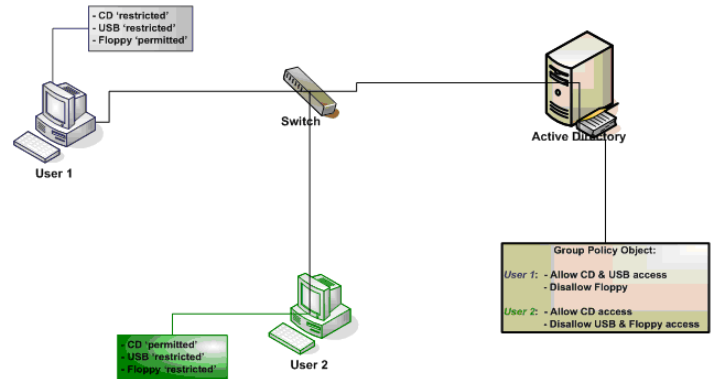 - CD ‘restricted’
- USB ‘restricted’
- Floppy ‘permitted’
User 1
Switch
Active Directory
Group Policy Object:
User 1: - Allow CD & USB access
- Disallow Floppy
User 2: - Allow CD access
- Disallow USB & Floppy access
- CD ‘permitted’
- USB ‘restricted’
- Floppy ‘restricted’
User 2